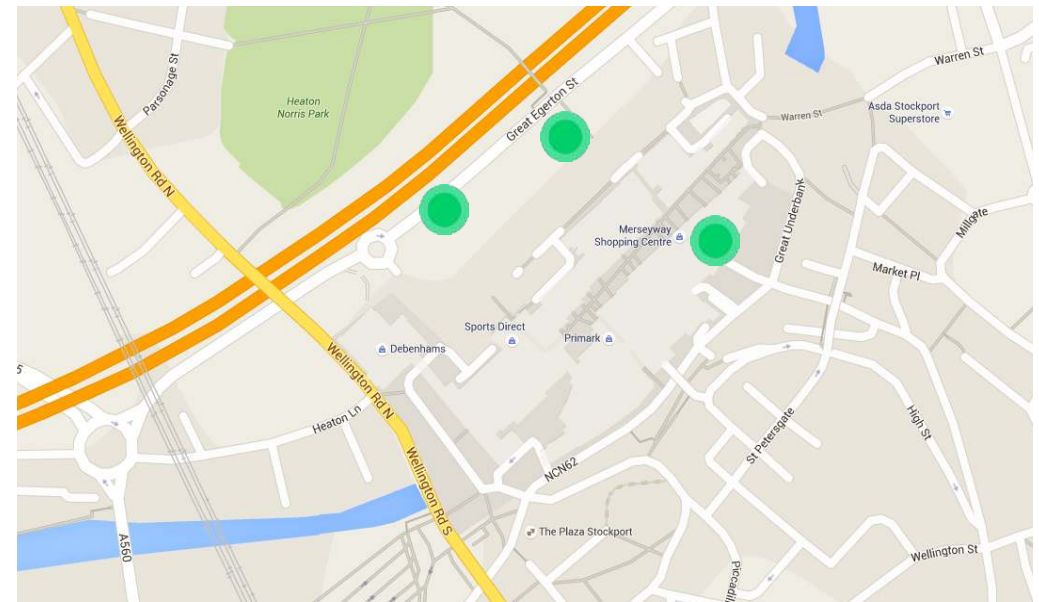 Parsonage St
Heaton
Norris Park
Great Egerton St
Warren St
Asda Stockport
Superstore
Warren St
Wellington Rd N
Great Underbank
Millgate
Merseyway
Shopping Centre
Market Pl
Sports Direct
Debenhams
Primark
Wellington Rd N
Heaton Ln
High St
St Petersgate
NCN62
Wellington Rd S
The Plaza Stockport
A560
Wellington St